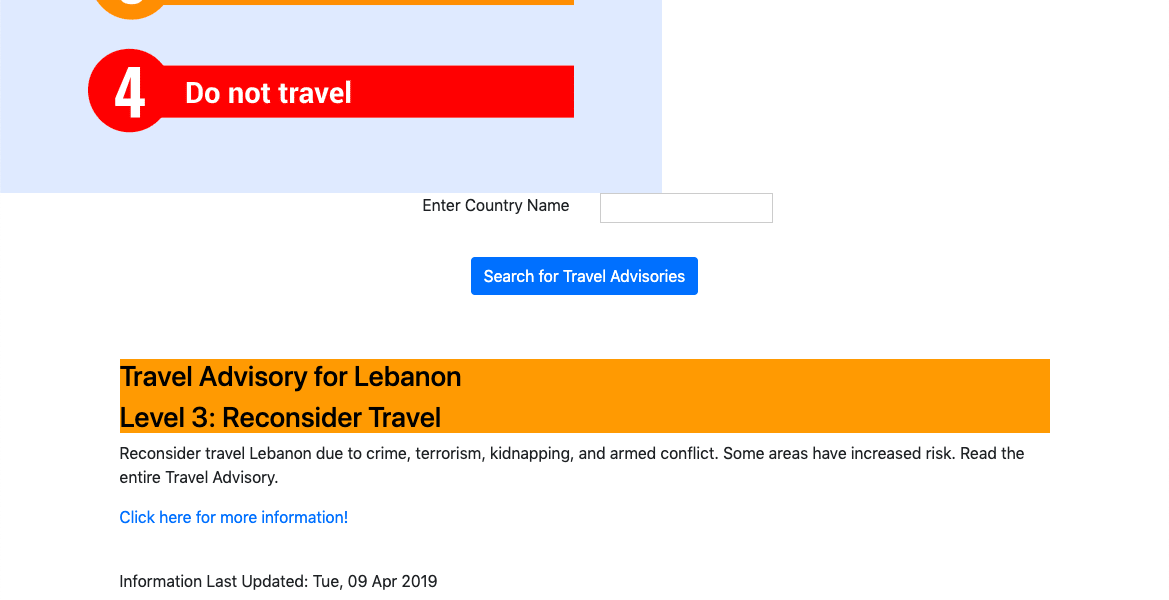 4
Do not travel
Enter Country Name
Search for Travel Advisories
Travel Advisory for Lebanon
Level 3: Reconsider Travel
Reconsider travel Lebanon due to crime, terrorism, kidnapping, and armed conflict. Some areas have increased risk. Read the
entire Travel Advisory.
Click here for more information!
Information Last Updated: Tue, 09 Apr 2019